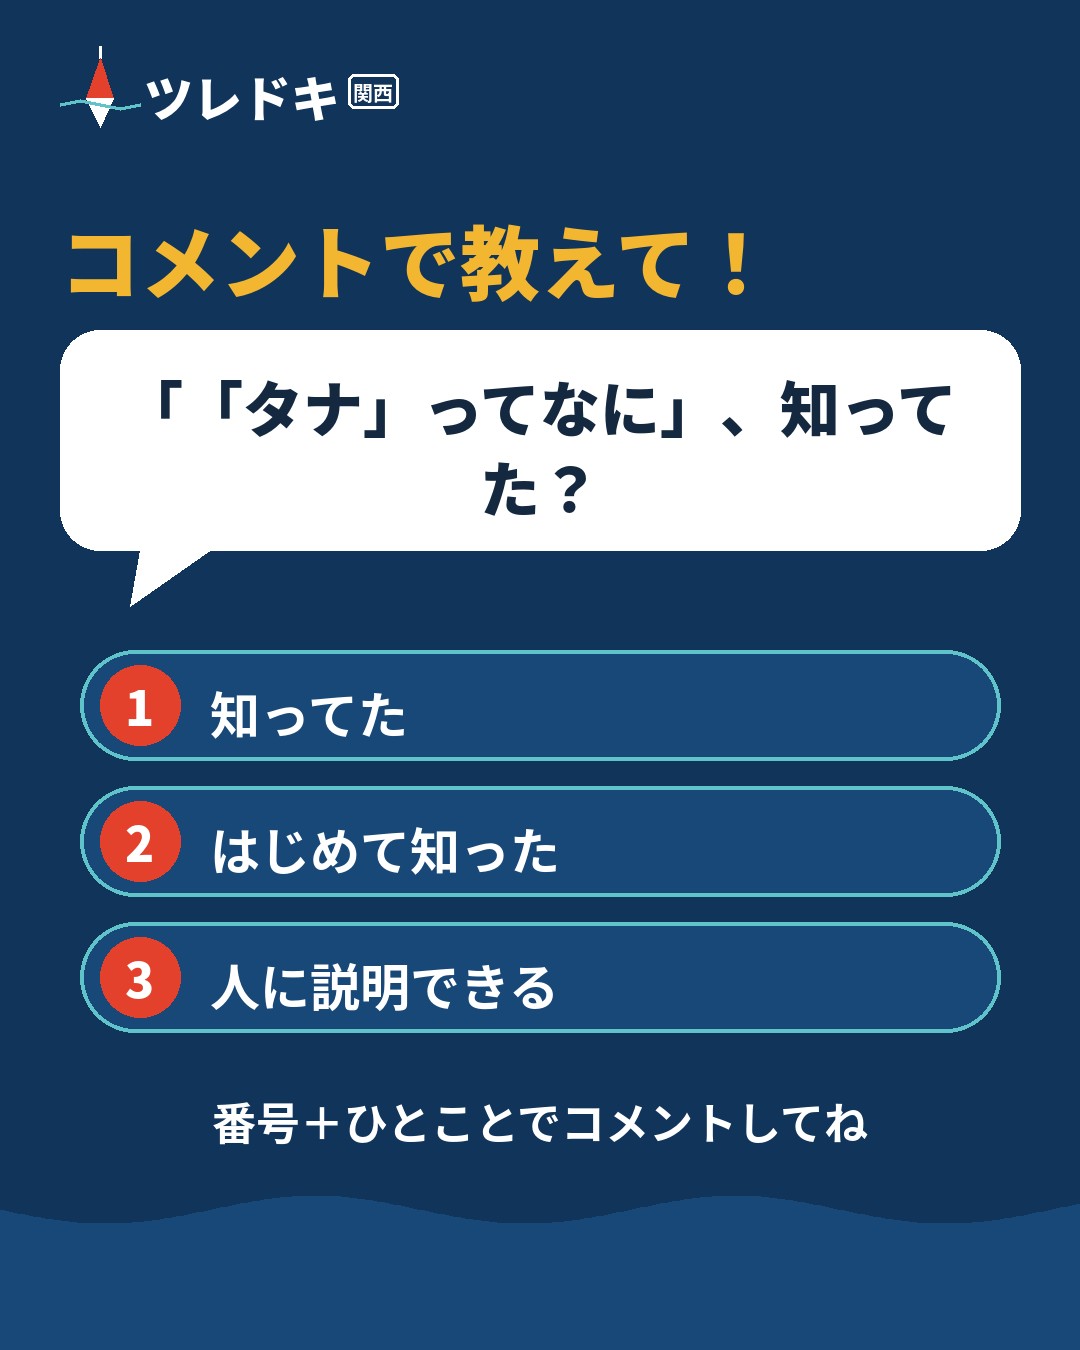 ツレドキ 関西
コメントで教えて！
「「タナ」ってなに」、知って
た？
1 知ってた
2 はじめて知った
3 人に説明できる
番号＋ひとことでコメントしてね